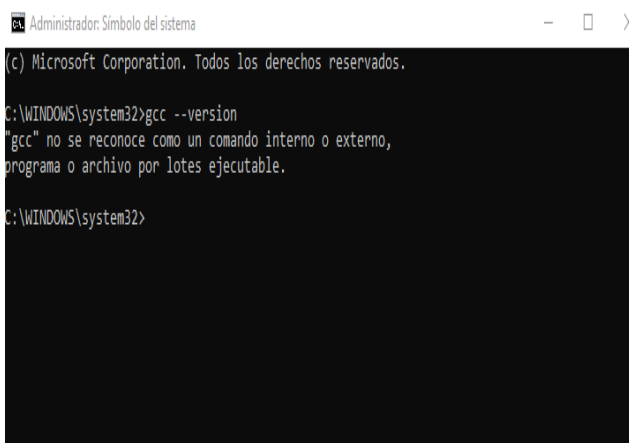 Administrador: Símbolo del sistema
(c) Microsoft Corporation. Todos los derechos reservados.
C:\WINDOWS\system32>gcc --version
"gcc" no se reconoce como un comando interno o externo,
programa o archivo por lotes ejecutable.
C:\WINDOWS\system32>